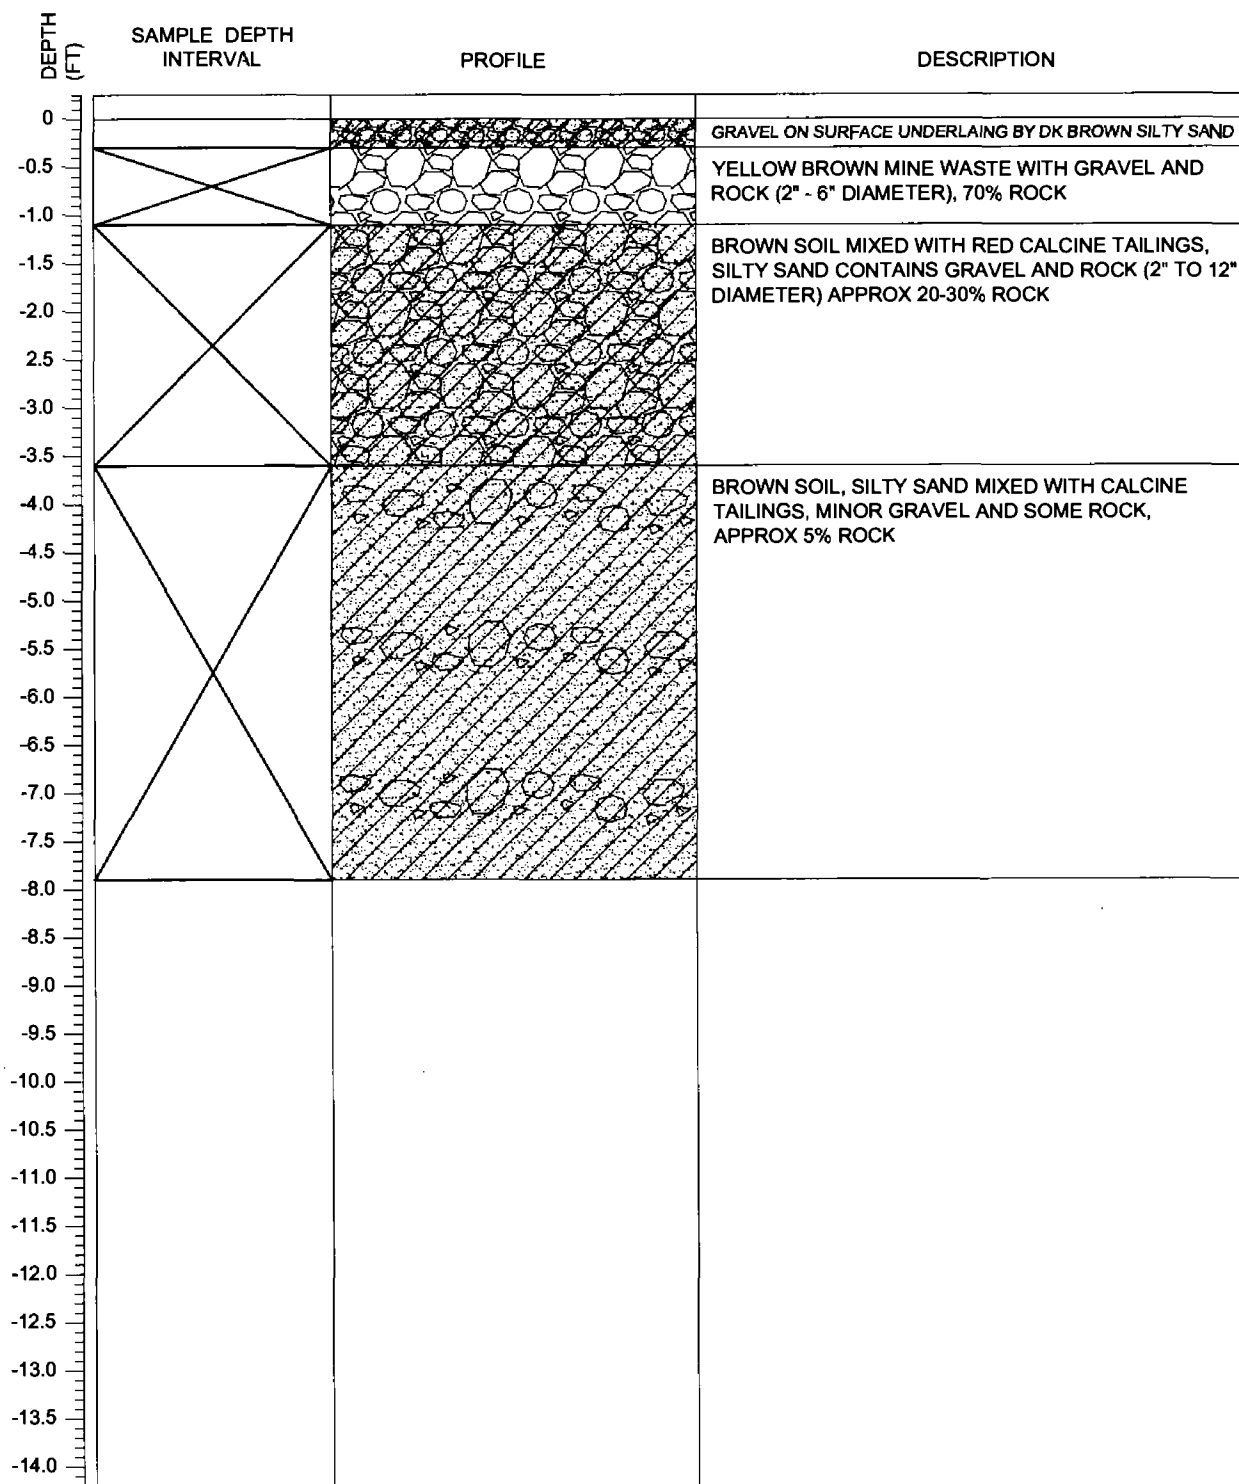 DEPTH
(FT)
SAMPLE DEPTH
INTERVAL
PROFILE
DESCRIPTION
0
GRAVEL ON SURFACE UNDERLAING BY DK BROWN SILTY SAND
-0.5
YELLOW BROWN MINE WASTE WITH GRAVEL AND
ROCK (2" - 6" DIAMETER), 70% ROCK
-1.0
BROWN SOIL MIXED WITH RED CALCINE TAILINGS,
-1.5
SILTY SAND CONTAINS GRAVEL AND ROCK (2" TO 12"
DIAMETER) APPROX 20-30% ROCK
-2.0
-2.5
-3.0
-3.5
BROWN SOIL, SILTY SAND MIXED WITH CALCINE
-4.0
TAILINGS, MINOR GRAVEL AND SOME ROCK,
APPROX 5% ROCK
-4.5
-5.0
-5.5
-6.0
-6.5
-7.0
-7.5
-8.0
-8.5
-9.0
-9.5
-10.0
-10.5
-11.0
-11.5
-12.0
-12.5
-13.0
-13.5
-14.0